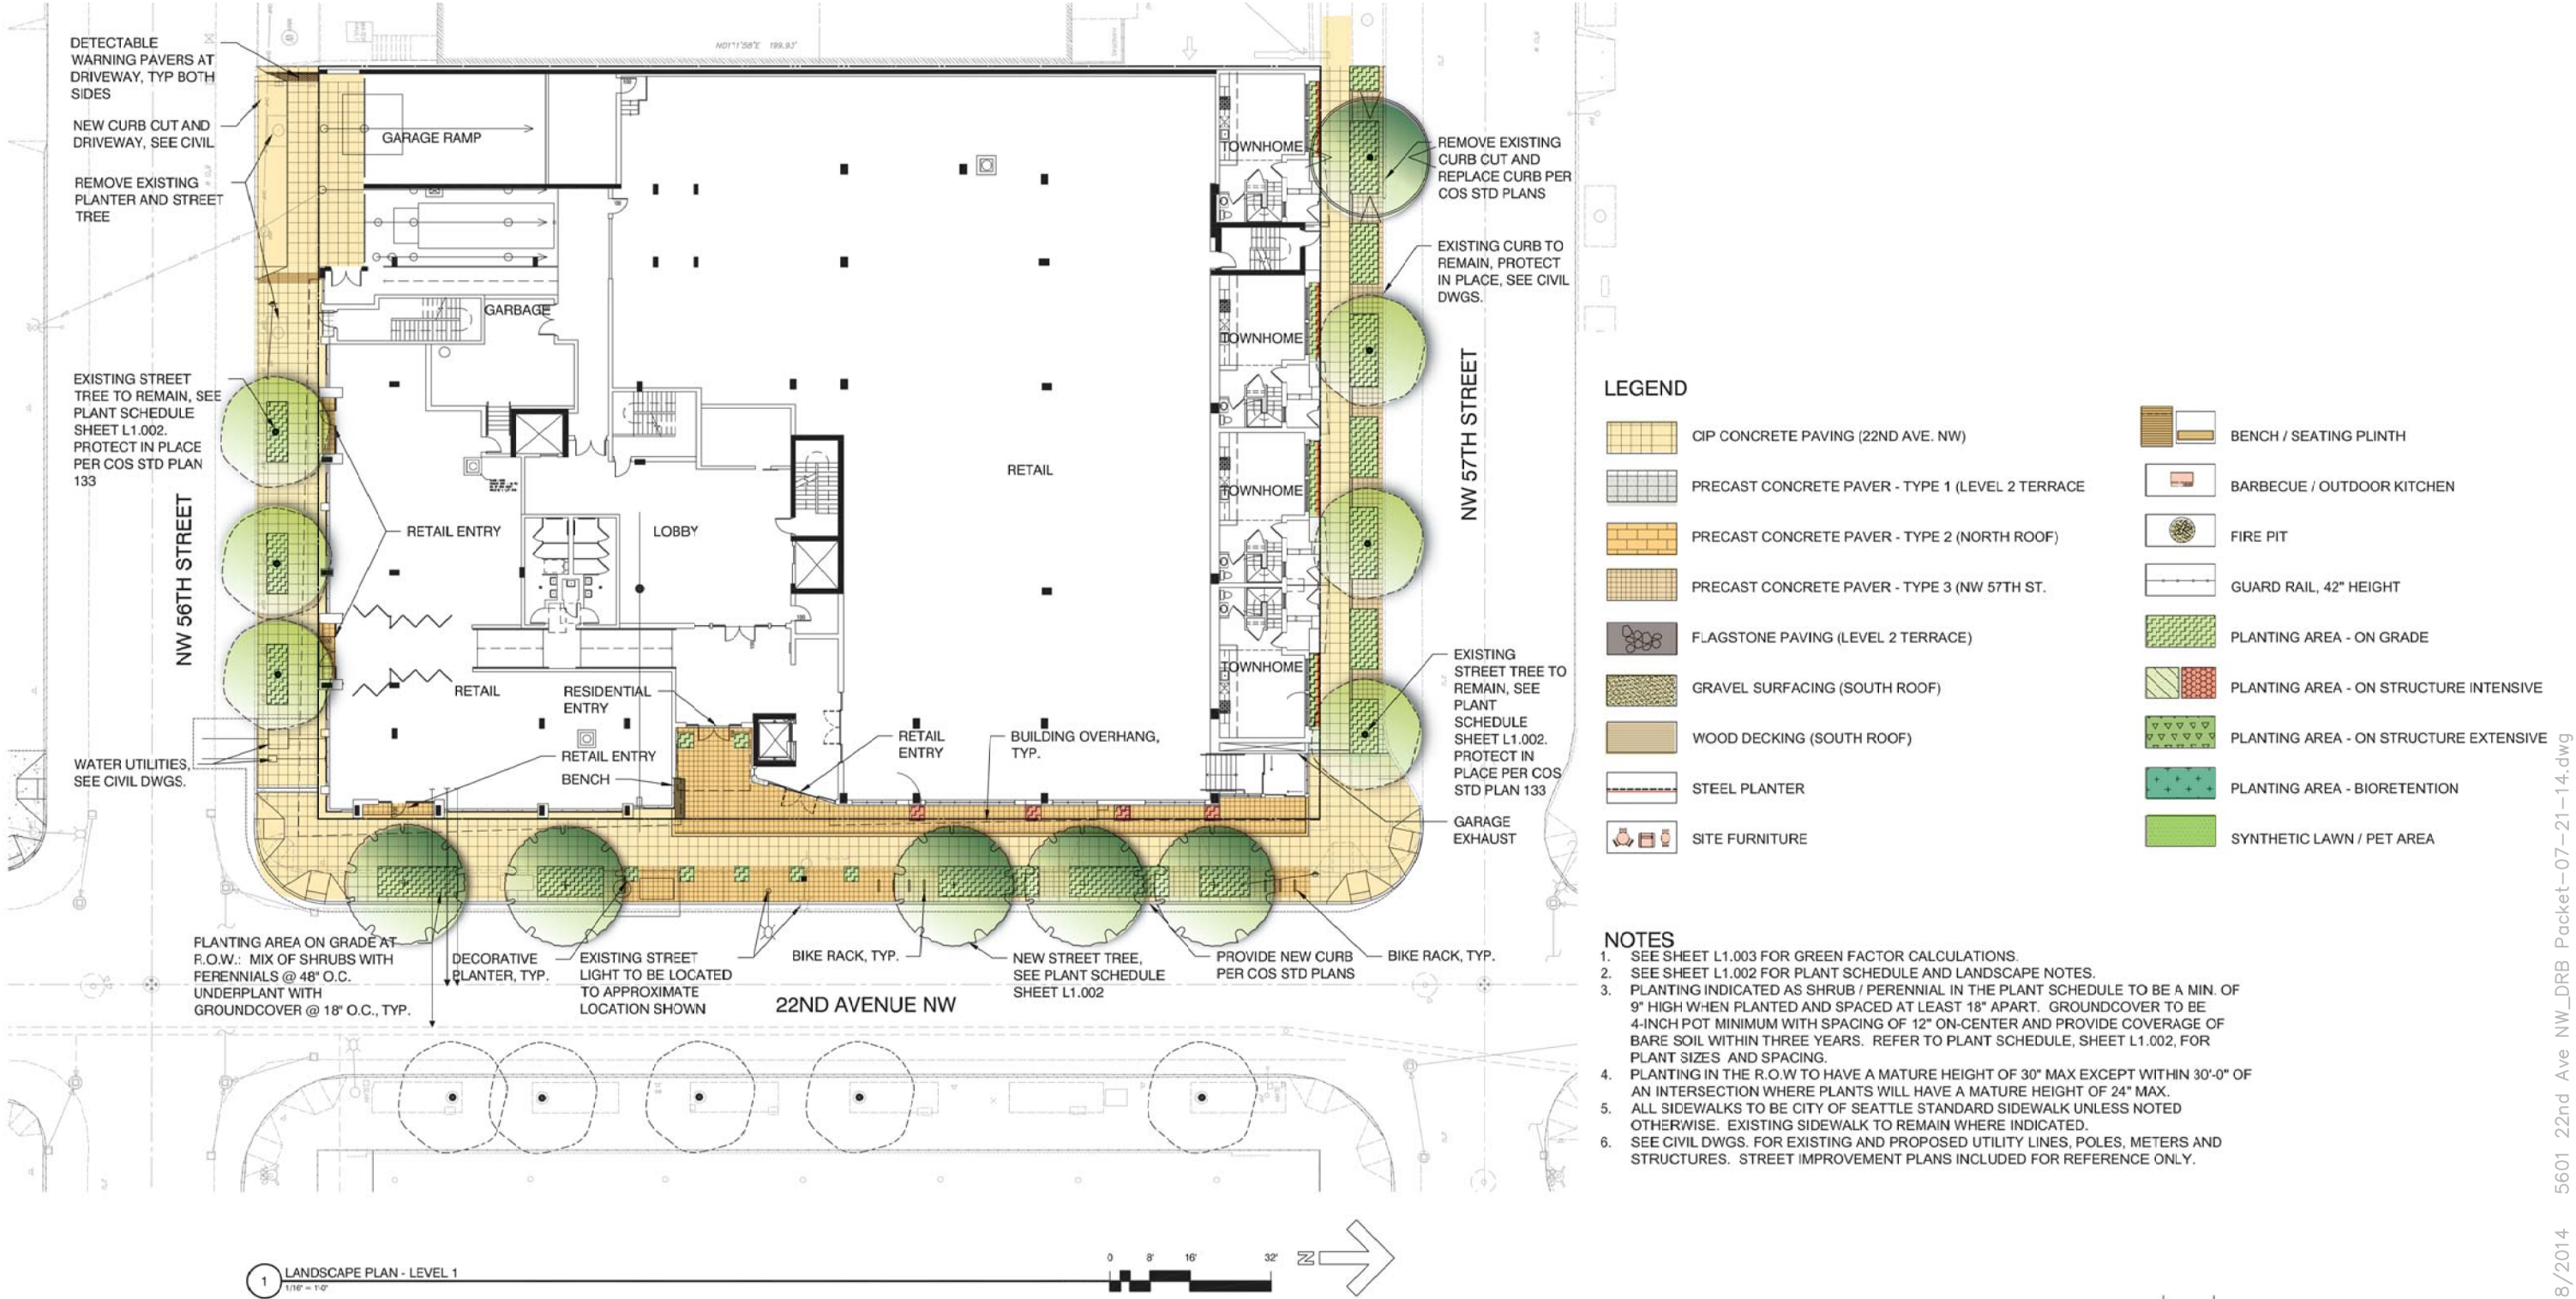 N01°1'58"E 199.93'
DETECTABLE
WARNING PAVERS AT
DRIVEWAY, TYP BOTH
SIDES
NEW CURB CUT AND
DRIVEWAY, SEE CIVIL
REMOVE EXISTING
PLANTER AND STREET
TREE
EXISTING STREET
TREE TO REMAIN, SEE
PLANT SCHEDULE
SHEET L1.002.
PROTECT IN PLACE
PER COS STD PLAN
133
NW 56TH STREET
WATER UTILITIES,
SEE CIVIL DWGS.
GARAGE RAMP
GARBAGE
RETAIL ENTRY
LOBBY
RETAIL
RETAIL
RESIDENTIAL
ENTRY
RETAIL ENTRY
BENCH
RETAIL
ENTRY
BUILDING OVERHANG,
TYP.
TOWNHOME
TOWNHOME
TOWNHOME
TOWNHOME
REMOVE EXISTING
CURB CUT AND
REPLACE CURB PER
COS STD PLANS
EXISTING CURB TO
REMAIN, PROTECT
IN PLACE, SEE CIVIL
DWGS.
NW 57TH STREET
EXISTING
STREET TREE TO
REMAIN, SEE
PLANT
SCHEDULE
SHEET L1.002.
PROTECT IN
PLACE PER COS
STD PLAN 133
GARAGE
EXHAUST
PLANTING AREA ON GRADE AT
R.O.W.: MIX OF SHRUBS WITH
PERENNIALS @ 48" O.C.
UNDERPLANT WITH
GROUNDCOVER @ 18" O.C., TYP.
DECORATIVE
PLANTER, TYP.
EXISTING STREET
LIGHT TO BE LOCATED
TO APPROXIMATE
LOCATION SHOWN
BIKE RACK, TYP.
NEW STREET TREE,
SEE PLANT SCHEDULE
SHEET L1.002
PROVIDE NEW CURB
PER COS STD PLANS
BIKE RACK, TYP.
22ND AVENUE NW
LEGEND
CIP CONCRETE PAVING (22ND AVE. NW)
PRECAST CONCRETE PAVER - TYPE 1 (LEVEL 2 TERRACE
PRECAST CONCRETE PAVER - TYPE 2 (NORTH ROOF)
PRECAST CONCRETE PAVER - TYPE 3 (NW 57TH ST.
FLAGSTONE PAVING (LEVEL 2 TERRACE)
GRAVEL SURFACING (SOUTH ROOF)
WOOD DECKING (SOUTH ROOF)
STEEL PLANTER
SITE FURNITURE
BENCH / SEATING PLINTH
BARBECUE / OUTDOOR KITCHEN
FIRE PIT
GUARD RAIL, 42" HEIGHT
PLANTING AREA - ON GRADE
PLANTING AREA - ON STRUCTURE INTENSIVE
PLANTING AREA - ON STRUCTURE EXTENSIVE
PLANTING AREA - BIORETENTION
SYNTHETIC LAWN / PET AREA
NOTES
1. SEE SHEET L1.003 FOR GREEN FACTOR CALCULATIONS.
2. SEE SHEET L1.002 FOR PLANT SCHEDULE AND LANDSCAPE NOTES.
3. PLANTING INDICATED AS SHRUB / PERENNIAL IN THE PLANT SCHEDULE TO BE A MIN. OF
9" HIGH WHEN PLANTED AND SPACED AT LEAST 18" APART. GROUNDCOVER TO BE
4-INCH POT MINIMUM WITH SPACING OF 12" ON-CENTER AND PROVIDE COVERAGE OF
BARE SOIL WITHIN THREE YEARS. REFER TO PLANT SCHEDULE, SHEET L1.002, FOR
PLANT SIZES AND SPACING.
4. PLANTING IN THE R.O.W TO HAVE A MATURE HEIGHT OF 30" MAX EXCEPT WITHIN 30'-0" OF
AN INTERSECTION WHERE PLANTS WILL HAVE A MATURE HEIGHT OF 24" MAX.
5. ALL SIDEWALKS TO BE CITY OF SEATTLE STANDARD SIDEWALK UNLESS NOTED
OTHERWISE. EXISTING SIDEWALK TO REMAIN WHERE INDICATED.
6. SEE CIVIL DWGS. FOR EXISTING AND PROPOSED UTILITY LINES, POLES, METERS AND
STRUCTURES. STREET IMPROVEMENT PLANS INCLUDED FOR REFERENCE ONLY.
1 LANDSCAPE PLAN - LEVEL 1
1/16" = 1'-0"
0 8' 16' 32'
N
8/2014 5601 22nd Ave NW_DRB Packet-07-21-14.dwg